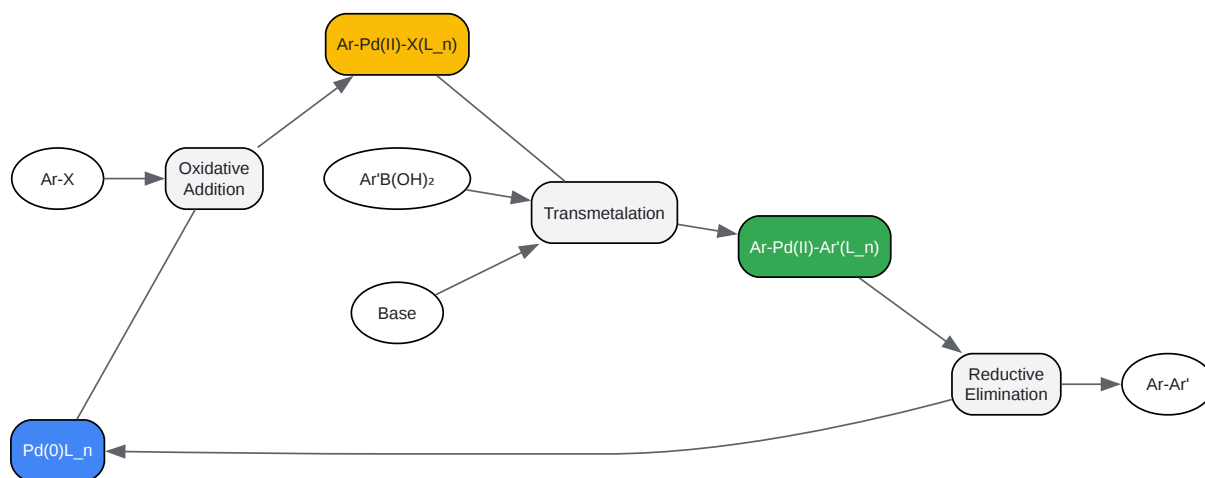 Ar-Pd(II)-X(L_n)
Ar-X
Oxidative
Addition
Ar'B(OH)₂
Transmetalation
Ar-Pd(II)-Ar'(L_n)
Base
Reductive
Elimination
Ar-Ar'
Pd(0)L_n